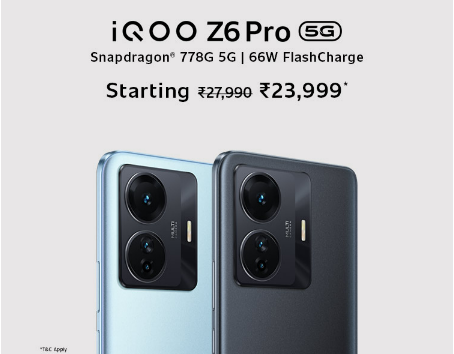 iQOO Z6 Pro 5G
Snapdragon® 778G 5G | 66W FlashCharge
Starting ₹27,990 ₹23,999*
*T&C Apply